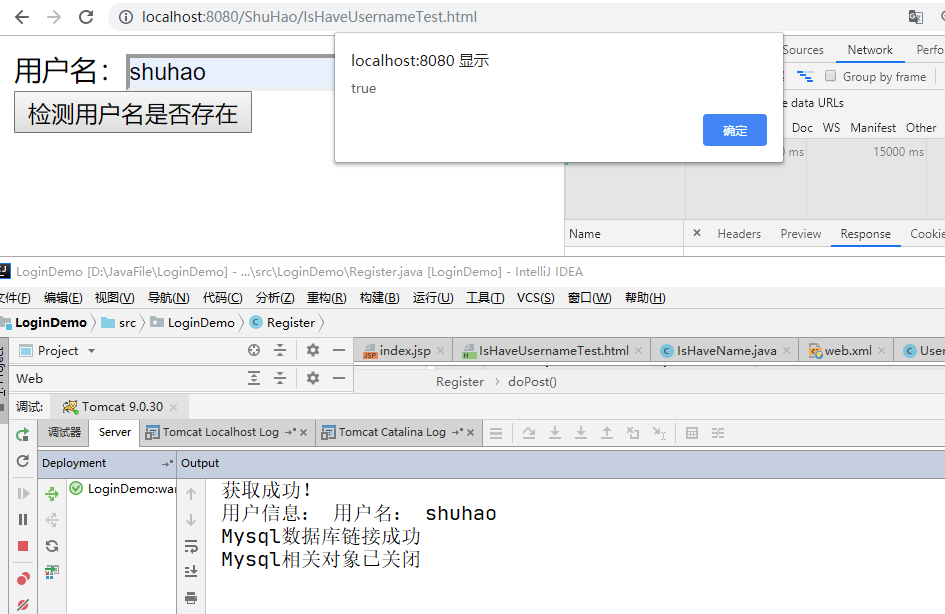 localhost:8080/ShuHao/IsHaveUsernameTest.html
localhost:8080 显示
true
确定
用户名： shuhao
检测用户名是否存在
Sources Network Perfo
Group by frame
e data URLs
Doc WS Manifest Other
ms 15000 ms
Name × Headers Preview Response Cookie
LoginDemo [D:\JavaFile\LoginDemo] - ...\src\LoginDemo\Register.java [LoginDemo] - IntelliJ IDEA
文件(F) 编辑(E) 视图(V) 导航(N) 代码(C) 分析(Z) 重构(R) 构建(B) 运行(U) 工具(T) VCS(S) 窗口(W) 帮助(H)
LoginDemo src LoginDemo Register
Project index.jsp IsHaveUsernameTest.html IsHaveName.java web.xml User
Web Register › doPost()
调试: Tomcat 9.0.30
调试器 Server Tomcat Localhost Log Tomcat Catalina Log
Deployment Output
LoginDemo:war
获取成功！
用户信息： 用户名： shuhao
Mysql数据库链接成功
Mysql相关对象已关闭